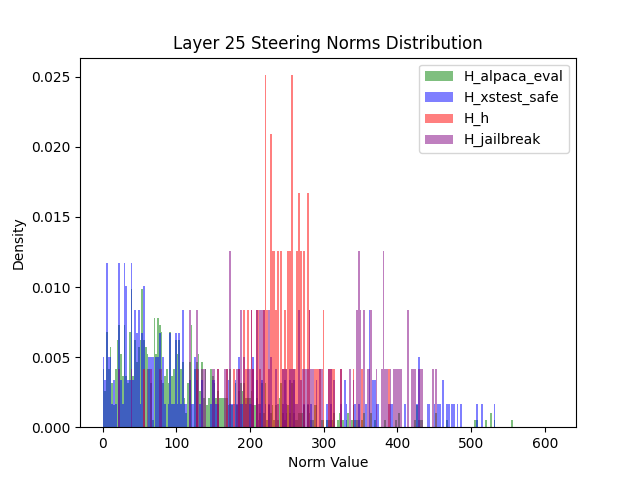 Layer 25 Steering Norms Distribution
H_alpaca_eval
H_xstest_safe
H_h
H_jailbreak
Density
0.025
0.020
0.015
0.010
0.005
0.000
0 100 200 300 400 500 600
Norm Value